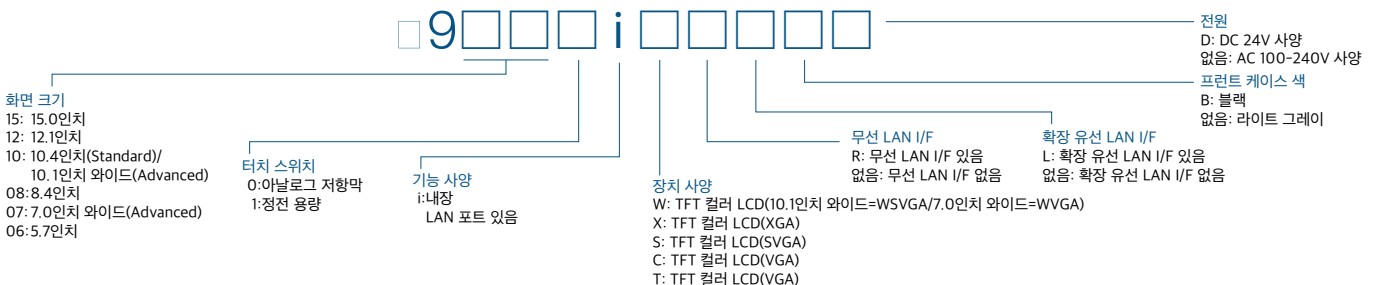 □9□□□i□□□□□
전원
D: DC 24V 사양
없음: AC 100-240V 사양
프런트 케이스 색
B: 블랙
없음: 라이트 그레이
화면 크기
15: 15.0인치
12: 12.1인치
10: 10.4인치(Standard)/
10.1인치 와이드(Advanced)
08:8.4인치
07:7.0인치 와이드(Advanced)
06:5.7인치
터치 스위치
0:아날로그 저항막
1:정전 용량
기능 사양
i:내장
LAN 포트 있음
장치 사양
W: TFT 컬러 LCD(10.1인치 와이드=WSVGA/7.0인치 와이드=WVGA)
X: TFT 컬러 LCD(XGA)
S: TFT 컬러 LCD(SVGA)
C: TFT 컬러 LCD(VGA)
T: TFT 컬러 LCD(VGA)
무선 LAN I/F
R: 무선 LAN I/F 있음
없음: 무선 LAN I/F 없음
확장 유선 LAN I/F
L: 확장 유선 LAN I/F 있음
없음: 확장 유선 LAN I/F 없음